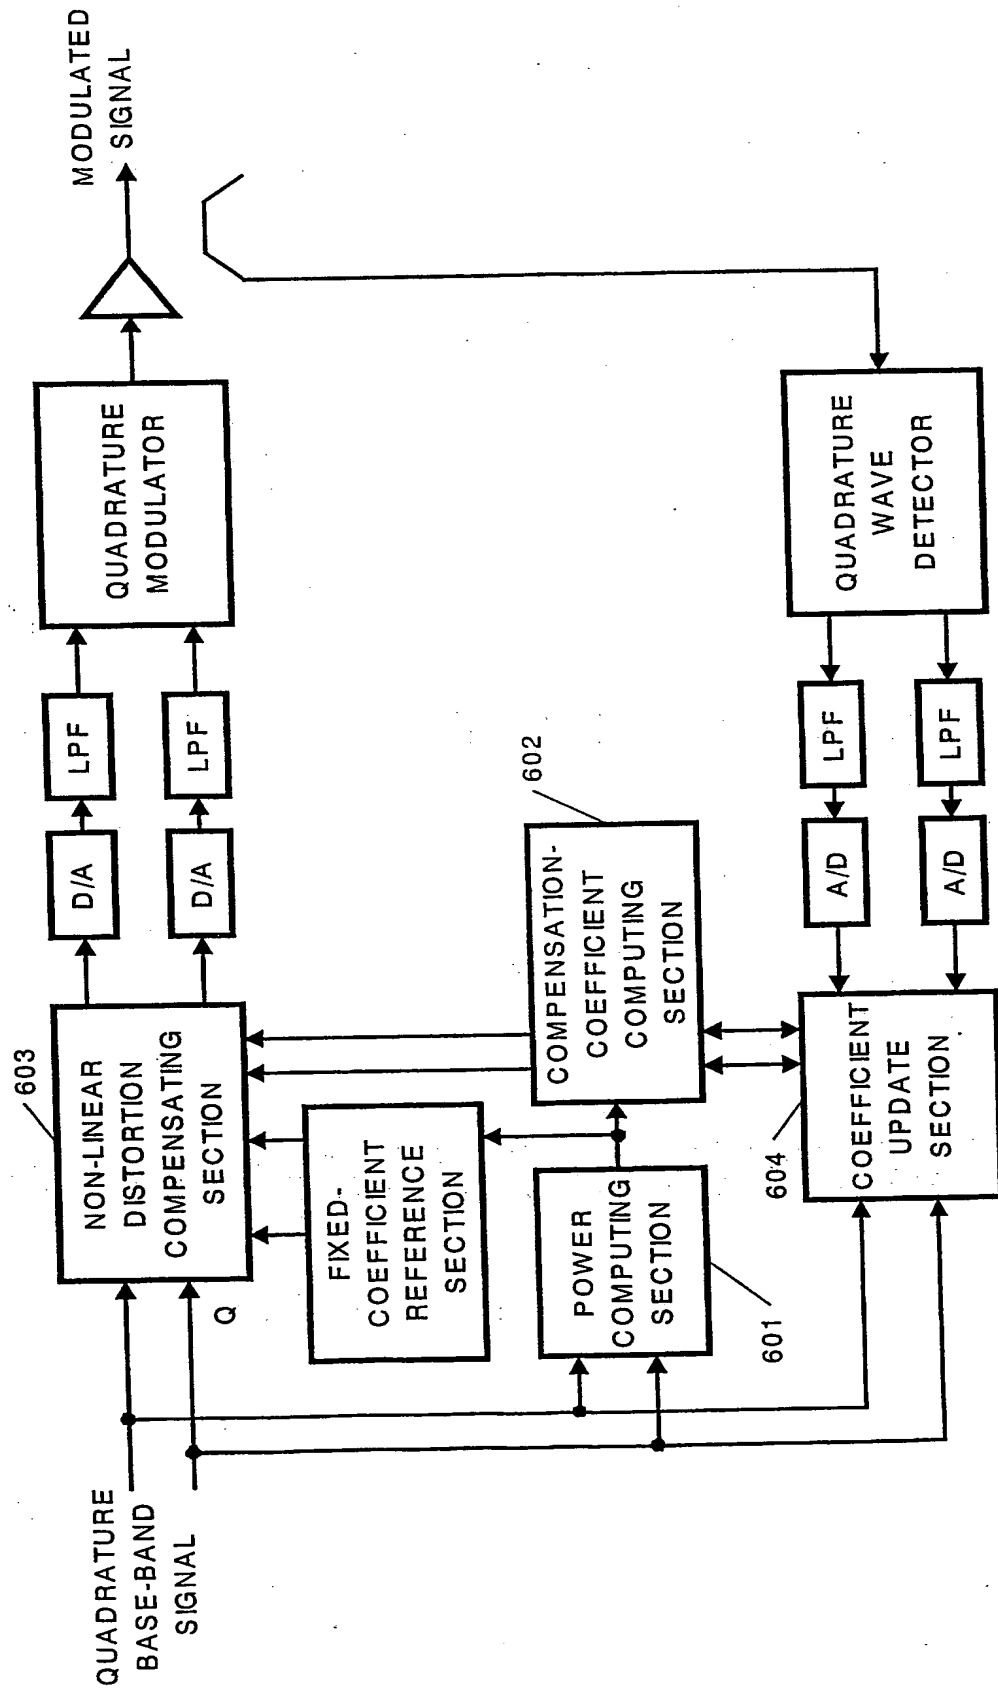 QUADRATURE
BASE-BAND
SIGNAL
Q
603
NON-LINEAR
DISTORTION
COMPENSATING
SECTION
D/A
D/A
LPF
LPF
QUADRATURE
MODULATOR
MODULATED
SIGNAL
FIXED-
COEFFICIENT
REFERENCE
SECTION
POWER
COMPUTING
SECTION
601
602
COMPENSATION-
COEFFICIENT
COMPUTING
SECTION
604
COEFFICIENT
UPDATE
SECTION
A/D
A/D
LPF
LPF
QUADRATURE
WAVE
DETECTOR